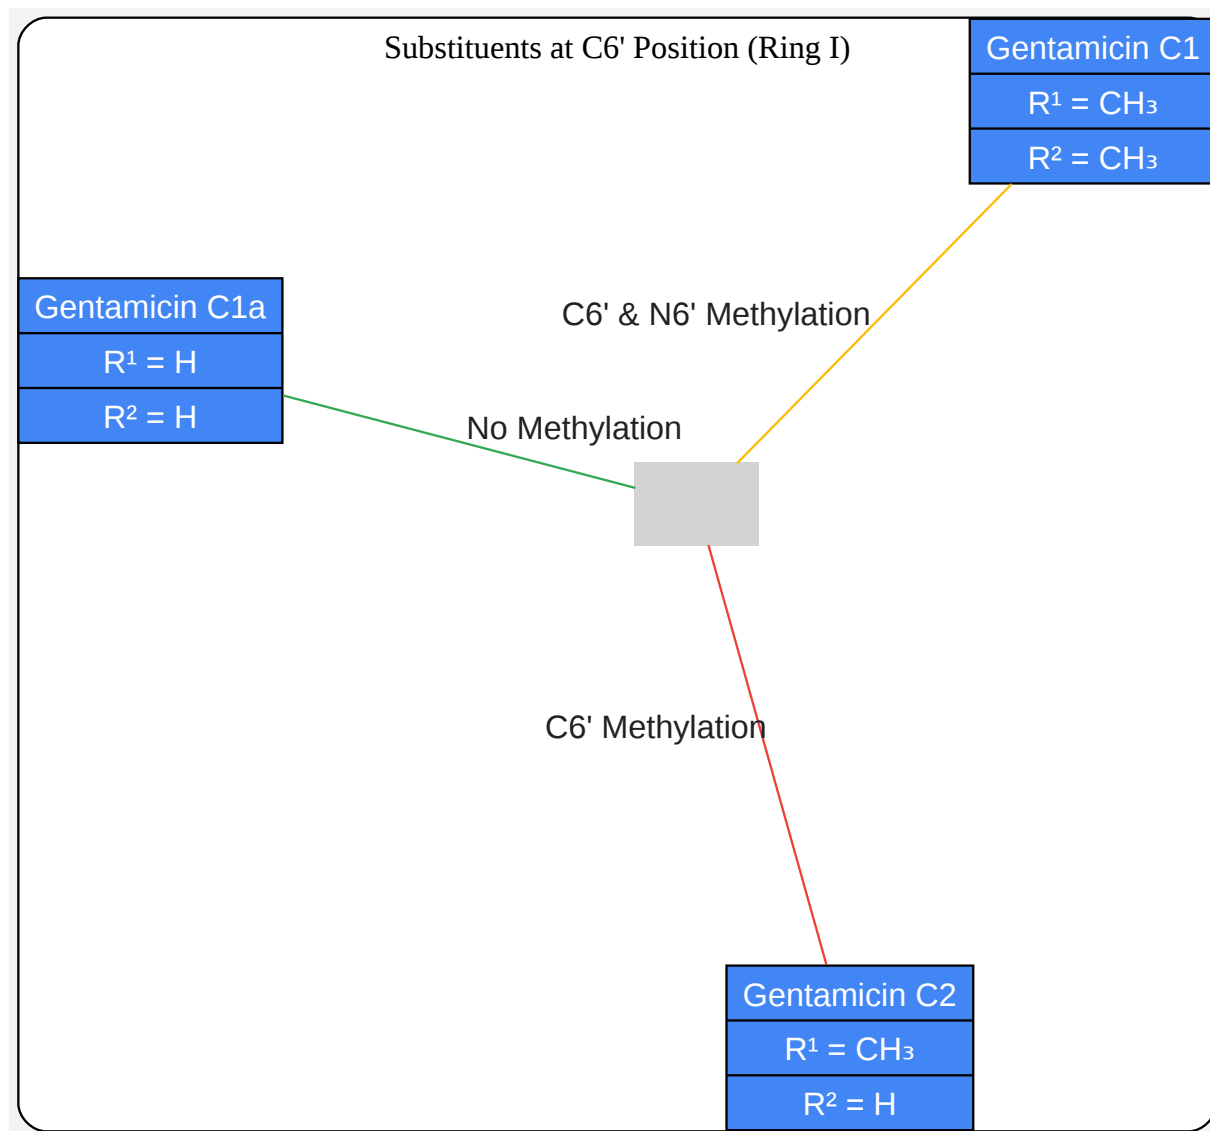 Substituents at C6' Position (Ring I)
Gentamicin C1
R¹ = CH₃
R² = CH₃
C6' & N6' Methylation
Gentamicin C1a
R¹ = H
R² = H
No Methylation
C6' Methylation
Gentamicin C2
R¹ = CH₃
R² = H